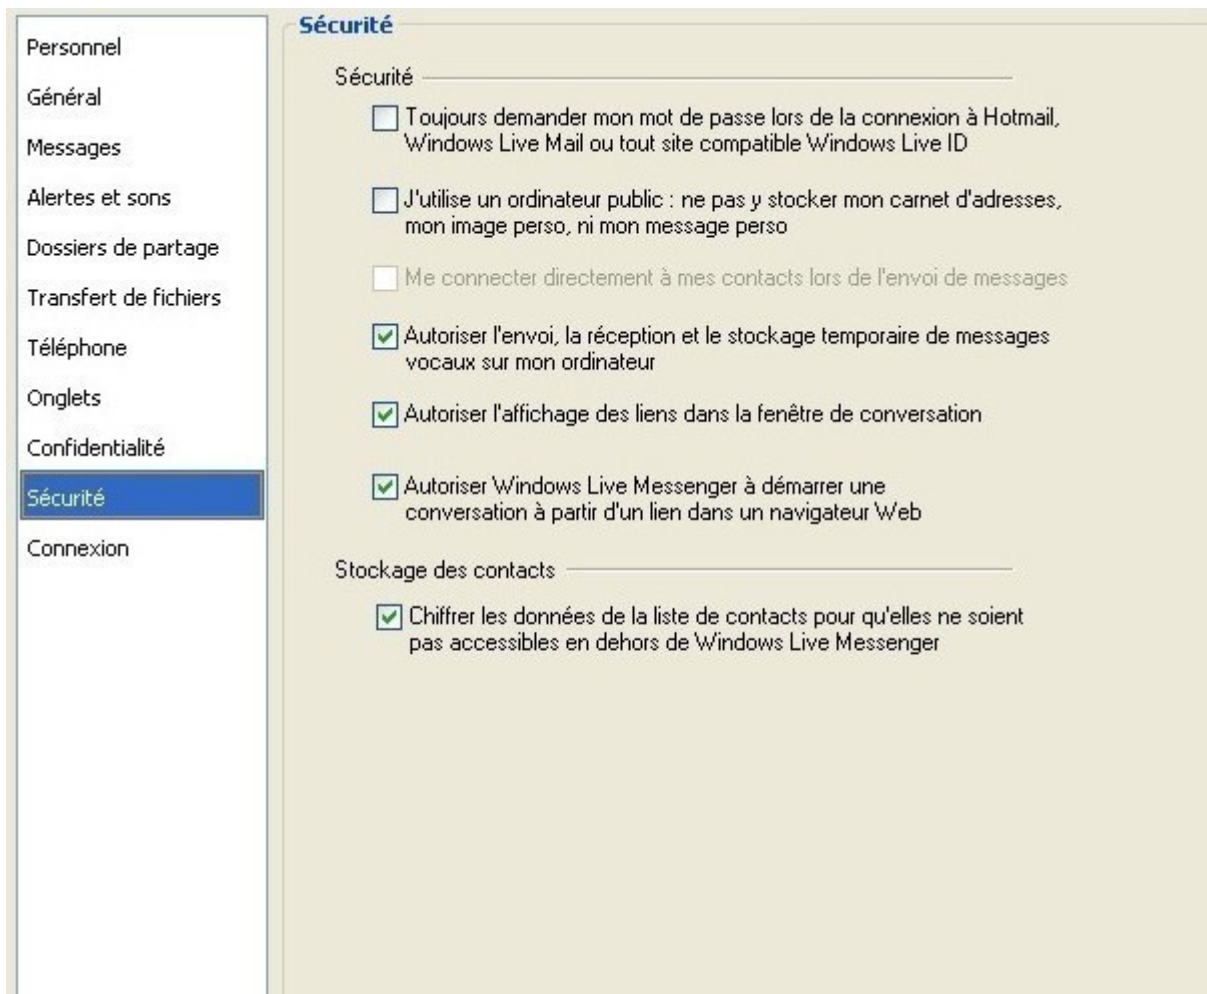 Personnel
Général
Messages
Alertes et sons
Dossiers de partage
Transfert de fichiers
Téléphone
Onglets
Confidentialité
Sécurité
Connexion
Sécurité
Sécurité
Toujours demander mon mot de passe lors de la connexion à Hotmail,
Windows Live Mail ou tout site compatible Windows Live ID
J'utilise un ordinateur public : ne pas y stocker mon carnet d'adresses,
mon image perso, ni mon message perso
Me connecter directement à mes contacts lors de l'envoi de messages
Autoriser l'envoi, la réception et le stockage temporaire de messages
vocaux sur mon ordinateur
Autoriser l'affichage des liens dans la fenêtre de conversation
Autoriser Windows Live Messenger à démarrer une
conversation à partir d'un lien dans un navigateur Web
Stockage des contacts
Chiffrer les données de la liste de contacts pour qu'elles ne soient
pas accessibles en dehors de Windows Live Messenger